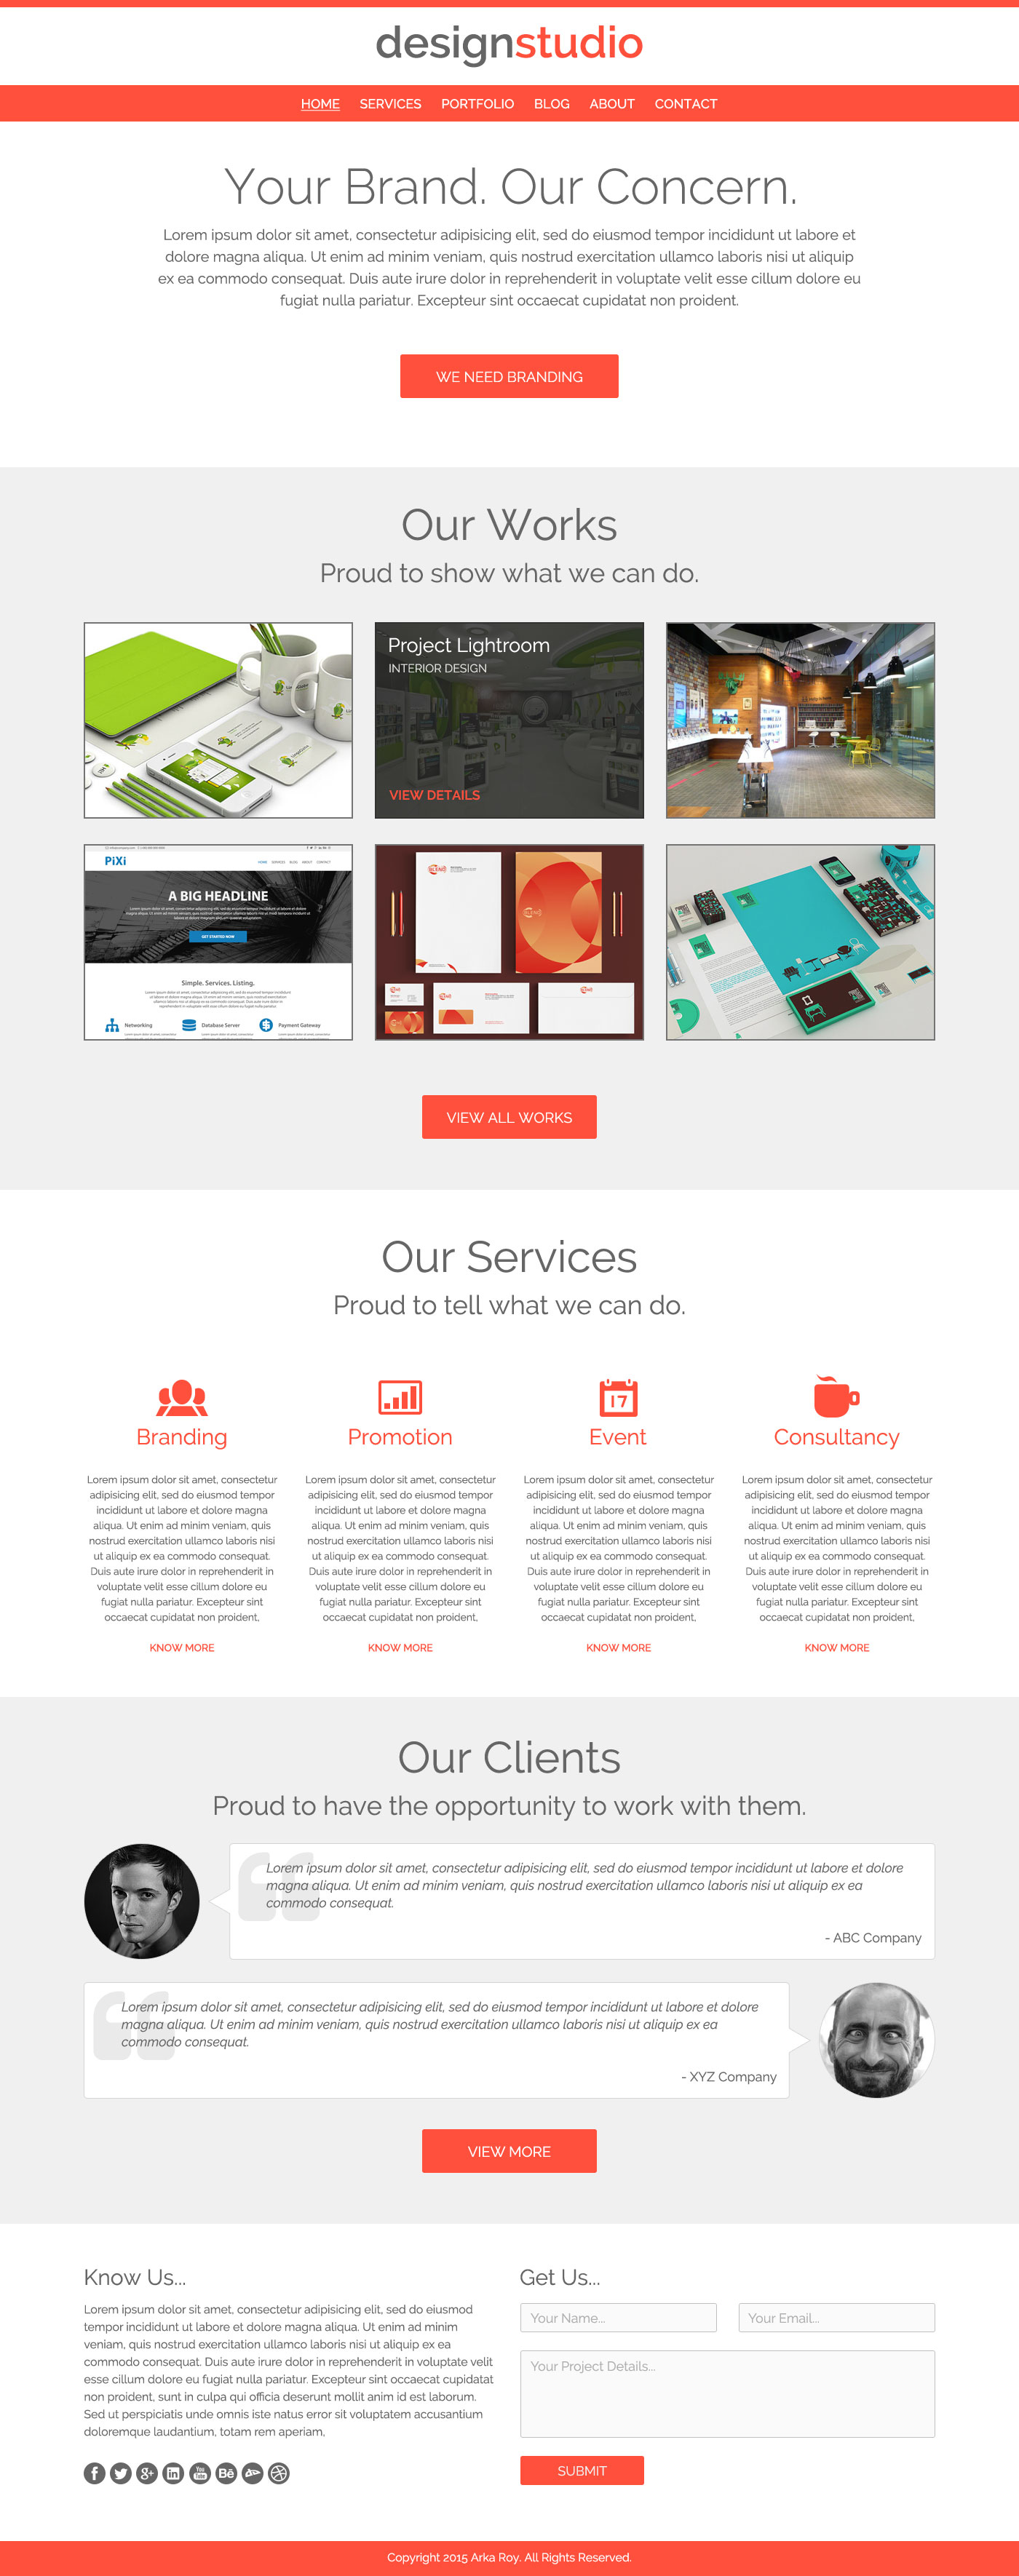 designstudio
HOME SERVICES PORTFOLIO BLOG ABOUT CONTACT
Your Brand. Our Concern.
Lorem ipsum dolor sit amet, consectetur adipisicing elit, sed do eiusmod tempor incididunt ut labore et
dolore magna aliqua. Ut enim ad minim veniam, quis nostrud exercitation ullamco laboris nisi ut aliquip
ex ea commodo consequat. Duis aute irure dolor in reprehenderit in voluptate velit esse cillum dolore eu
fugiat nulla pariatur. Excepteur sint occaecat cupidatat non proident.
WE NEED BRANDING
Our Works
Proud to show what we can do.
Project Lightroom
INTERIOR DESIGN
VIEW DETAILS
PiXi
HOME SERVICES BLOG ABOUT CONTACT
A BIG HEADLINE
GET STARTED NOW
Simple. Services. Listing.
Networking
Database Server
Payment Gateway
VIEW ALL WORKS
Our Services
Proud to tell what we can do.
Branding
Lorem ipsum dolor sit amet, consectetur
adipisicing elit, sed do eiusmod tempor
incididunt ut labore et dolore magna
aliqua. Ut enim ad minim veniam, quis
nostrud exercitation ullamco laboris nisi
ut aliquip ex ea commodo consequat.
Duis aute irure dolor in reprehenderit in
voluptate velit esse cillum dolore eu
fugiat nulla pariatur. Excepteur sint
occaecat cupidatat non proident,
KNOW MORE
Promotion
Lorem ipsum dolor sit amet, consectetur
adipisicing elit, sed do eiusmod tempor
incididunt ut labore et dolore magna
aliqua. Ut enim ad minim veniam, quis
nostrud exercitation ullamco laboris nisi
ut aliquip ex ea commodo consequat.
Duis aute irure dolor in reprehenderit in
voluptate velit esse cillum dolore eu
fugiat nulla pariatur. Excepteur sint
occaecat cupidatat non proident,
KNOW MORE
17
Event
Lorem ipsum dolor sit amet, consectetur
adipisicing elit, sed do eiusmod tempor
incididunt ut labore et dolore magna
aliqua. Ut enim ad minim veniam, quis
nostrud exercitation ullamco laboris nisi
ut aliquip ex ea commodo consequat.
Duis aute irure dolor in reprehenderit in
voluptate velit esse cillum dolore eu
fugiat nulla pariatur. Excepteur sint
occaecat cupidatat non proident,
KNOW MORE
Consultancy
Lorem ipsum dolor sit amet, consectetur
adipisicing elit, sed do eiusmod tempor
incididunt ut labore et dolore magna
aliqua. Ut enim ad minim veniam, quis
nostrud exercitation ullamco laboris nisi
ut aliquip ex ea commodo consequat.
Duis aute irure dolor in reprehenderit in
voluptate velit esse cillum dolore eu
fugiat nulla pariatur. Excepteur sint
occaecat cupidatat non proident,
KNOW MORE
Our Clients
Proud to have the opportunity to work with them.
Lorem ipsum dolor sit amet, consectetur adipisicing elit, sed do eiusmod tempor incididunt ut labore et dolore
magna aliqua. Ut enim ad minim veniam, quis nostrud exercitation ullamco laboris nisi ut aliquip ex ea
commodo consequat.
- ABC Company
Lorem ipsum dolor sit amet, consectetur adipisicing elit, sed do eiusmod tempor incididunt ut labore et dolore
magna aliqua. Ut enim ad minim veniam, quis nostrud exercitation ullamco laboris nisi ut aliquip ex ea
commodo consequat.
- XYZ Company
VIEW MORE
Know Us...
Lorem ipsum dolor sit amet, consectetur adipisicing elit, sed do eiusmod
tempor incididunt ut labore et dolore magna aliqua. Ut enim ad minim
veniam, quis nostrud exercitation ullamco laboris nisi ut aliquip ex ea
commodo consequat. Duis aute irure dolor in reprehenderit in voluptate velit
esse cillum dolore eu fugiat nulla pariatur. Excepteur sint occaecat cupidatat
non proident, sunt in culpa qui officia deserunt mollit anim id est laborum.
Sed ut perspiciatis unde omnis iste natus error sit voluptatem accusantium
doloremque laudantium, totam rem aperiam,
f g+ in You Tube Bē
Get Us...
Your Name...
Your Email...
Your Project Details...
SUBMIT
Copyright 2015 Arka Roy. All Rights Reserved.